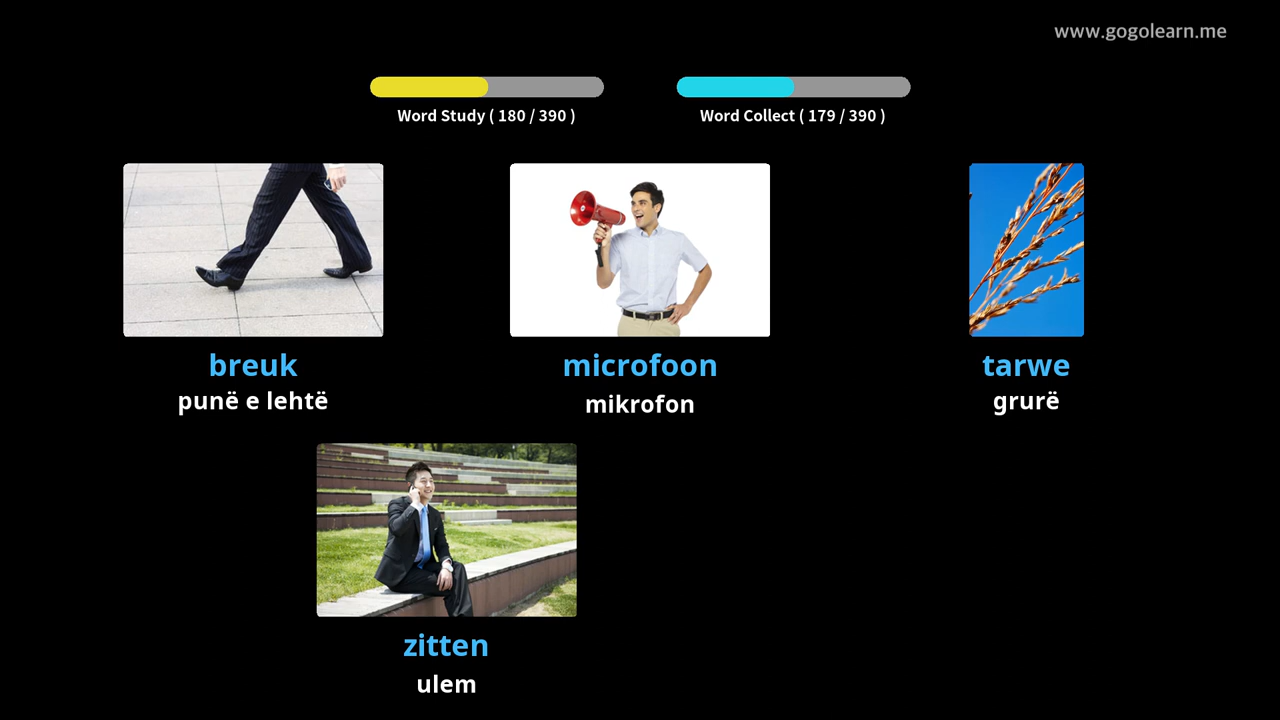 www.gogolearn.me
Word Study ( 180 / 390 )
Word Collect ( 179 / 390 )
breuk
punë e lehtë
microfoon
mikrofon
tarwe
grurë
zitten
ulem